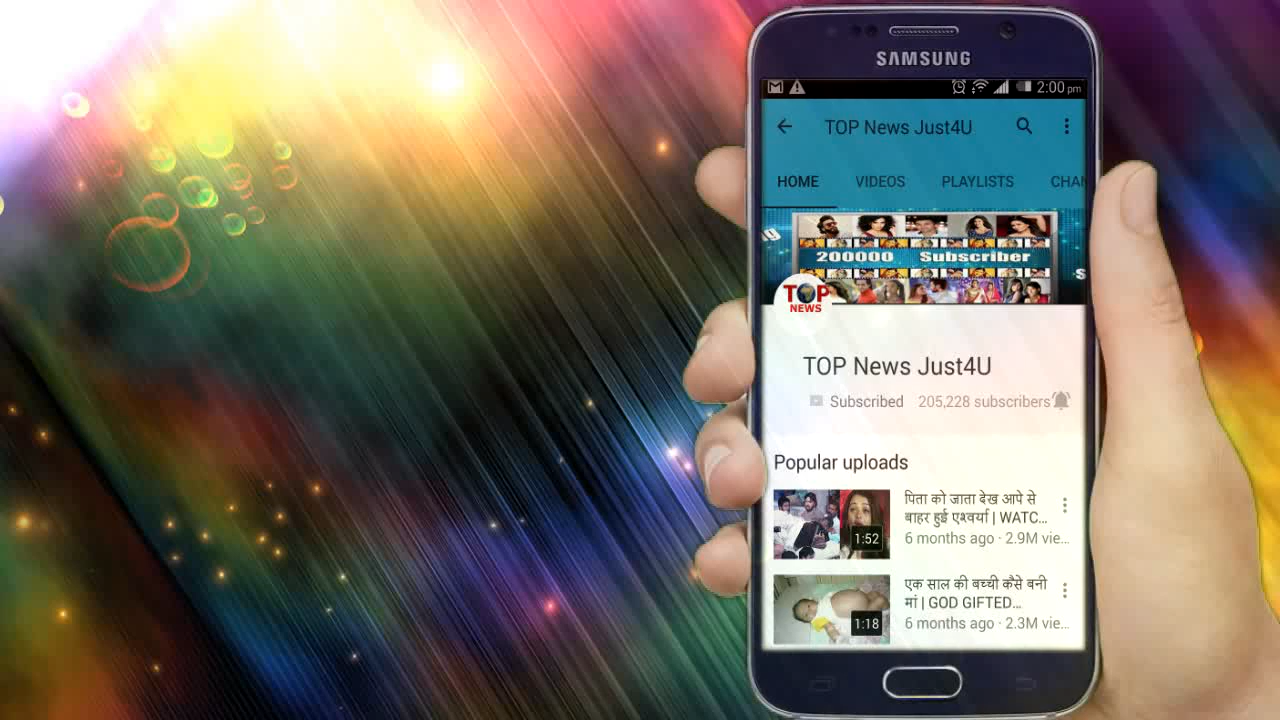 SAMSUNG
2:00 pm
TOP News Just4U
HOME VIDEOS PLAYLISTS CHAN
200000 Subscriber
TOP
NEWS
TOP News Just4U
Subscribed 205,228 subscribers
Popular uploads
पिता को जाता देख आपे से
बाहर हुई एश्वर्या | WATC...
1:52
6 months ago · 2.9M vie...
एक साल की बच्ची कैसे बनी
मां | GOD GIFTED...
1:18
6 months ago · 2.3M vie...